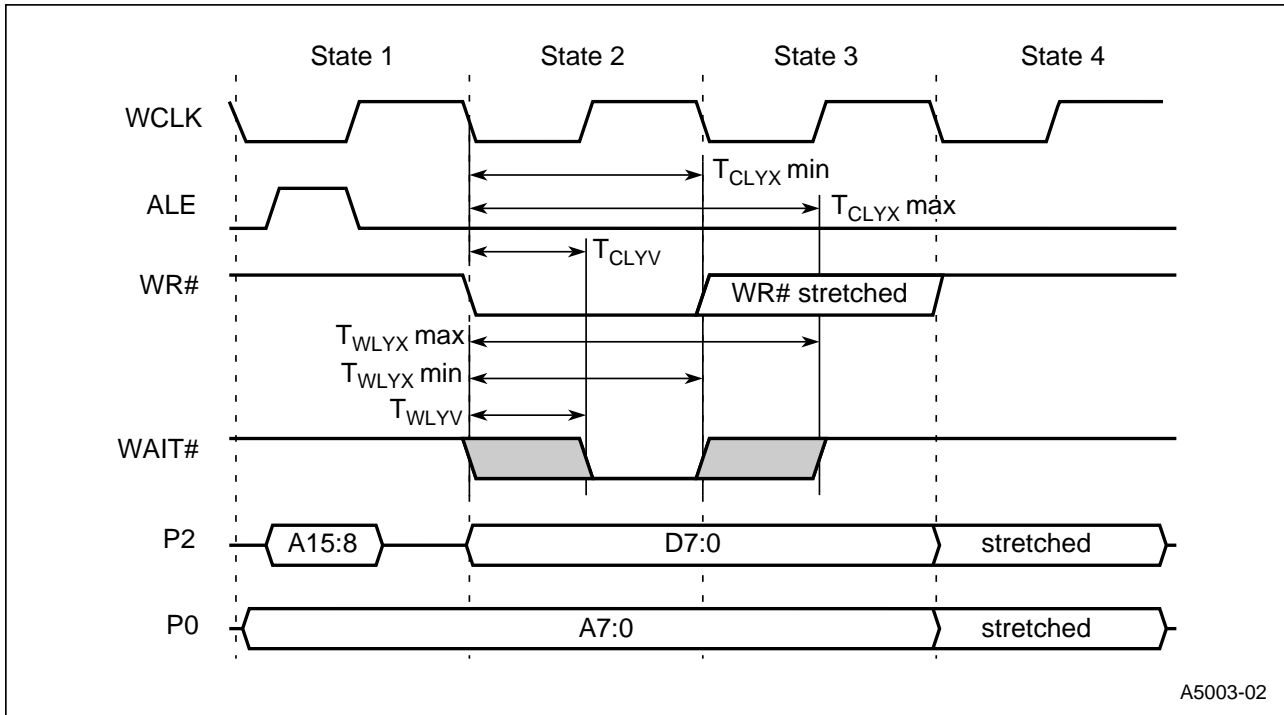 State 1 State 2 State 3 State 4
WCLK
T_CLYX min
ALE
T_CLYX max
T_CLYV
WR#
WR# stretched
T_WLYX max
T_WLYX min
T_WLYV
WAIT#
P2 A15:8 D7:0 stretched
P0 A7:0 stretched
A5003-02